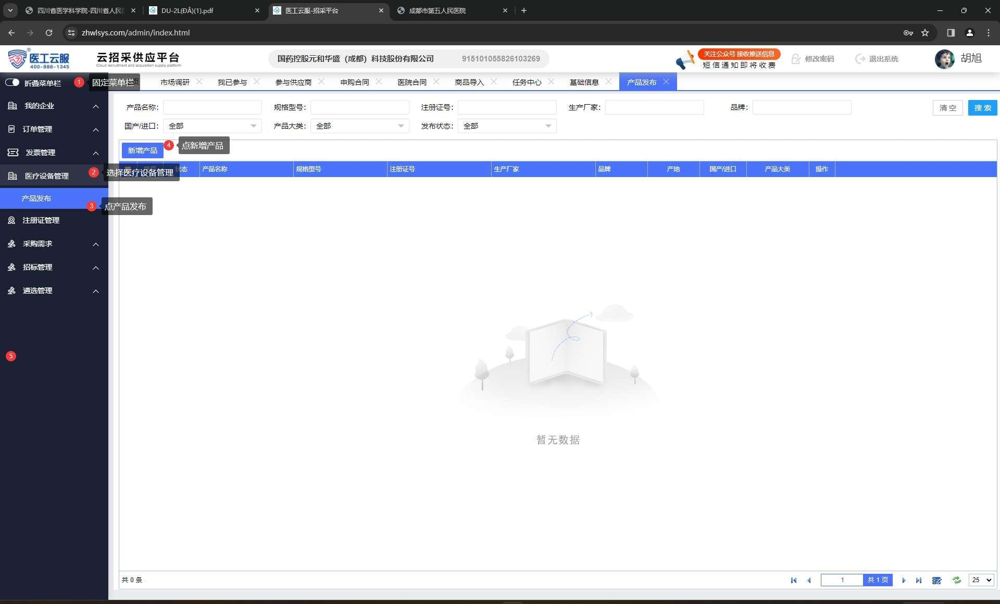 四川省医学科学院-四川省人民
DU-2L(ÐÂ)(1).pdf
医工云服-招采平台
成都市第五人民医院
zhwlsys.com/admin/index.html
医工云服
400-888-1345
云招采供应平台
Cloud recruitment and acquisition supply platform
国药控股元和华盛（成都）科技股份有限公司
915101055826103269
关注公众号 接收推送信息
短信通知即将收费
修改密码
退出系统
胡旭
折叠菜单栏
1
固定菜单栏
页
市场调研
我已参与
参与供应商
申购合同
医院合同
商品导入
任务中心
基础信息
产品发布
我的企业
订单管理
发票管理
医疗设备管理
2
选择医疗设备管理
产品发布
3
点产品发布
注册证管理
采购需求
招标管理
遴选管理
5
产品名称：
规格型号：
注册证号：
生产厂家：
品牌：
清 空
搜 索
国产/进口：
全部
产品大类：
全部
发布状态：
全部
新增产品
4
点新增产品
序号
状态
产品名称
规格型号
注册证号
生产厂家
品牌
产地
国产/进口
产品大类
操作
暂无数据
共 0 条
1
共 1 页
25